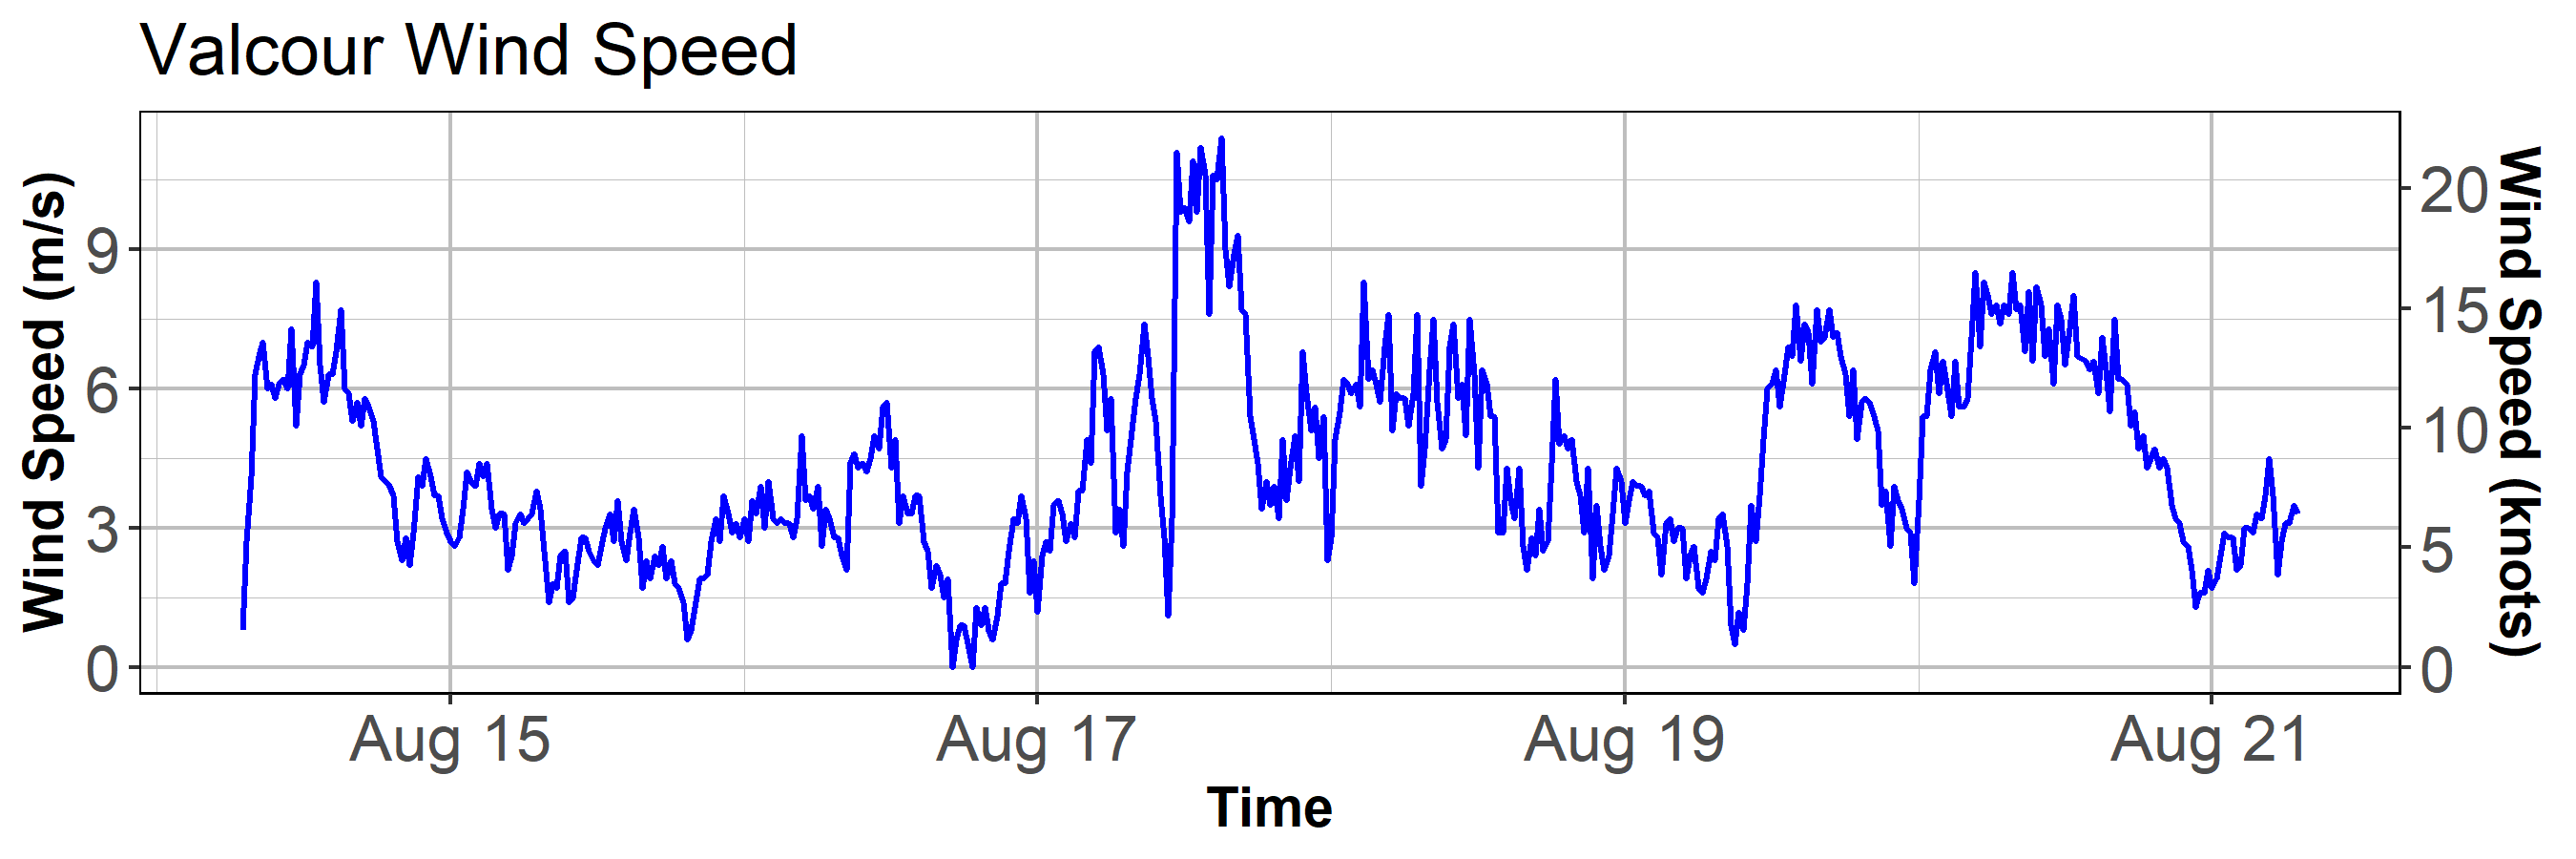 Valcour Wind Speed
Wind Speed (m/s)
9
6
3
0
20
15
10
5
0
Wind Speed (knots)
Aug 15
Aug 17
Aug 19
Aug 21
Time